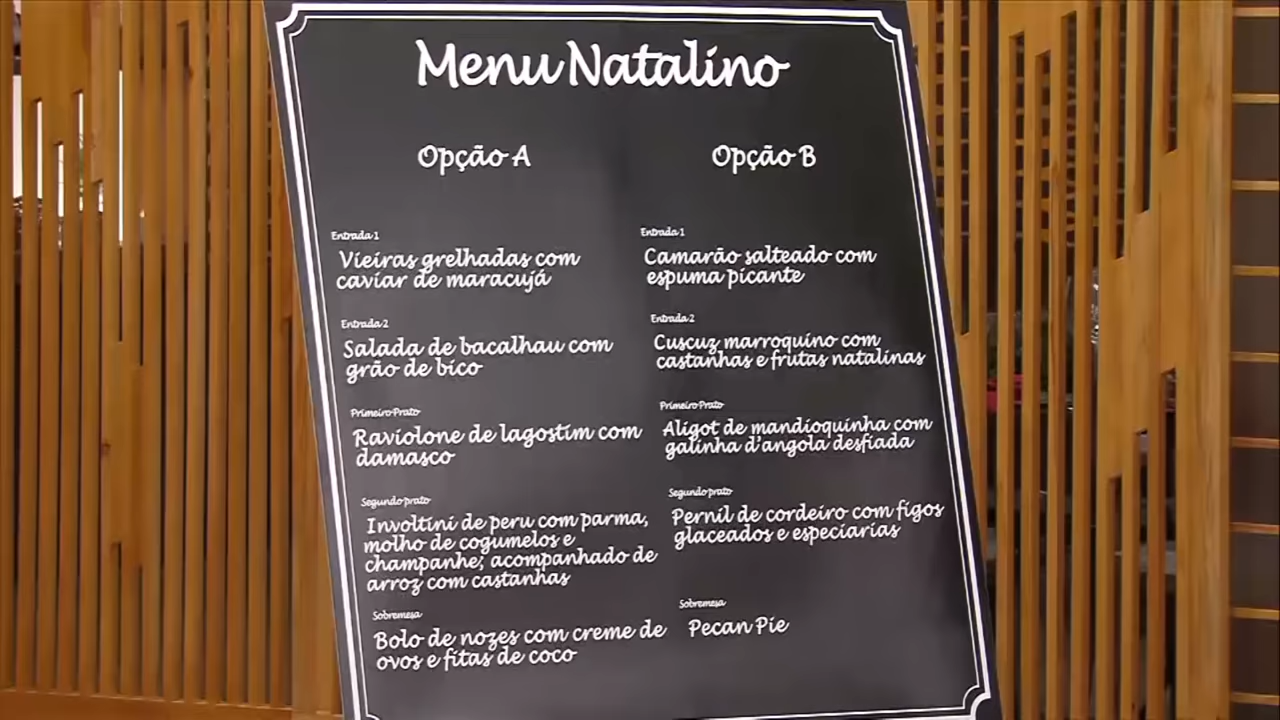 Menu Natalino
Opção A
Entrada 1
Vieiras grelhadas com
caviar de maracujá
Entrada 2
Salada de bacalhau com
grão de bico
Primeiro Prato
Raviolone de lagostim com
damasco
Segundo prato
Involtini de peru com parma,
molho de cogumelos e
champanhe; acompanhado de
arroz com castanhas
Sobremesa
Bolo de nozes com creme de
ovos e fitas de coco
Opção B
Entrada 1
Camarão salteado com
espuma picante
Entrada 2
Cuscuz marroquino com
castanhas e frutas natalinas
Primeiro Prato
Aligot de mandioquinha com
galinha d'angola desfiada
Segundo prato
Pernil de cordeiro com figos
glaceados e especiarias
Sobremesa
Pecan Pie